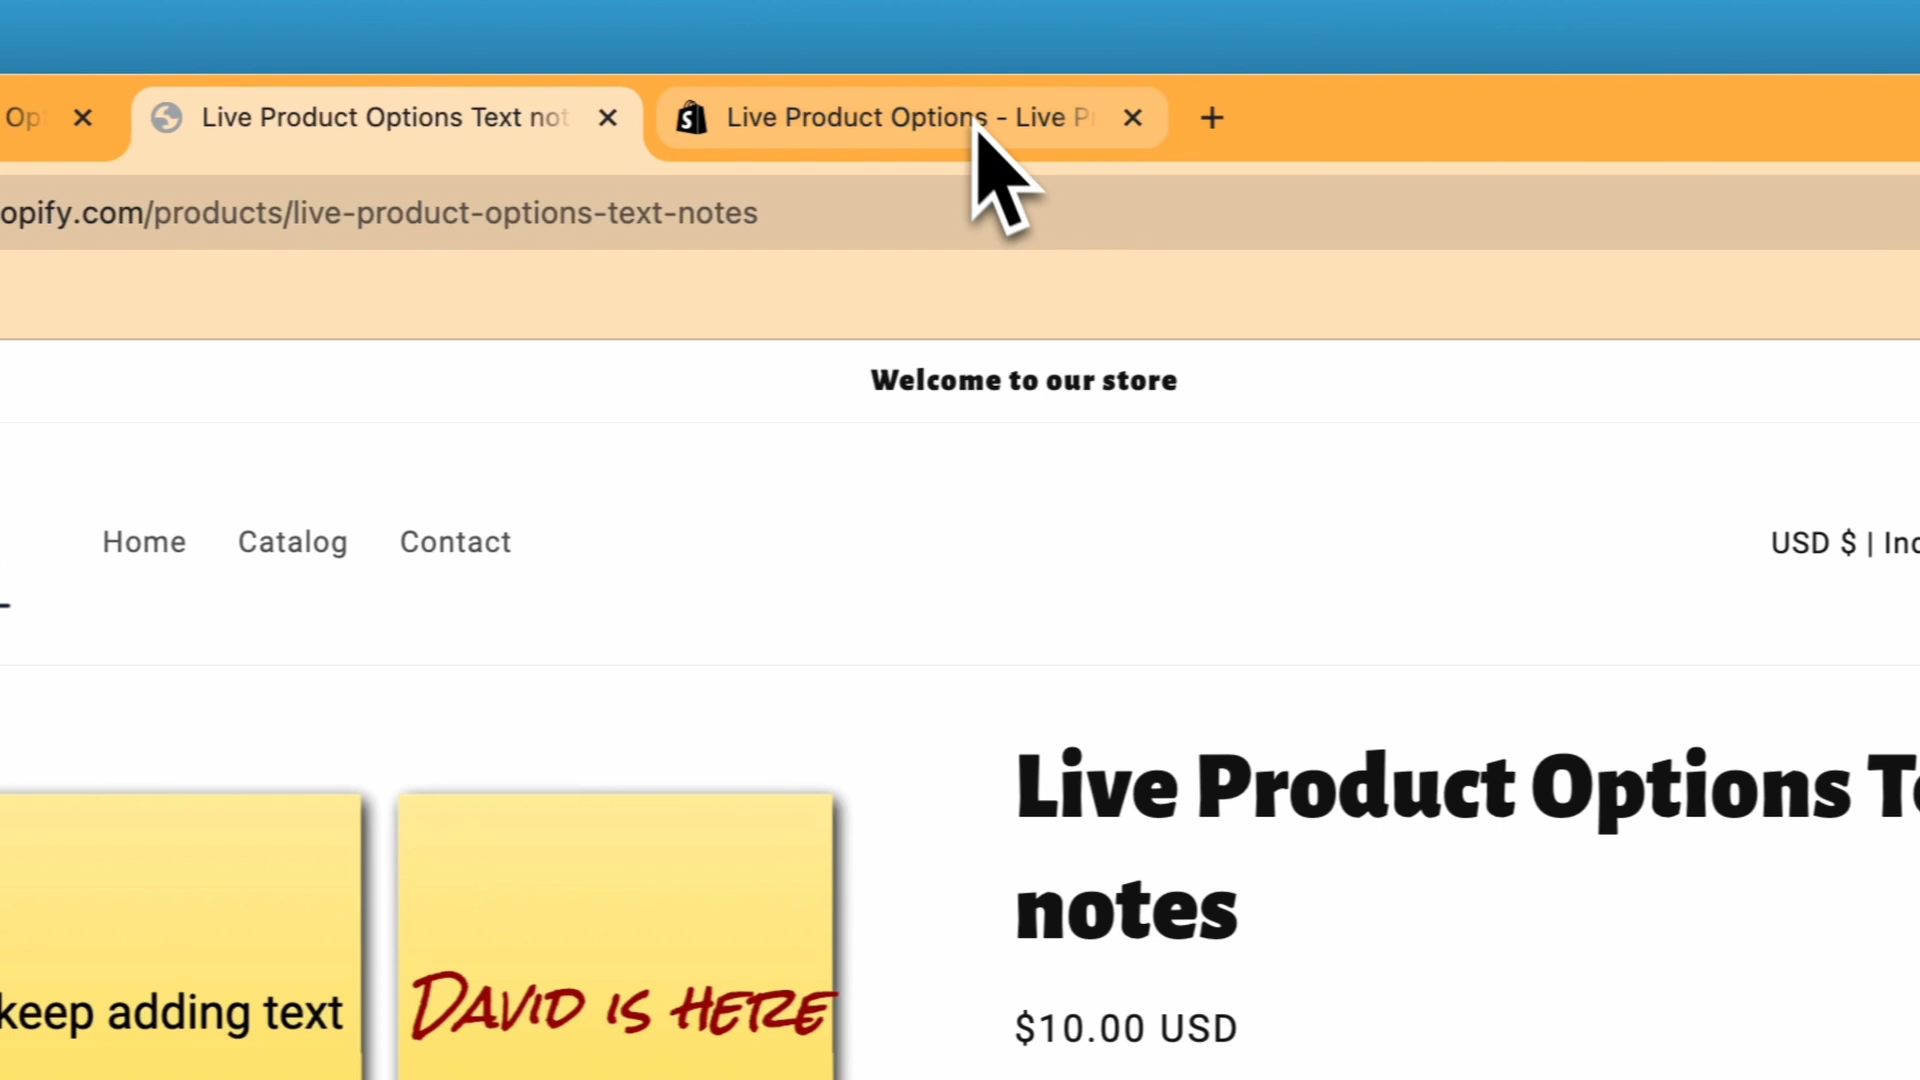 Op
Live Product Options Text not
Live Product Options - Live P
opify.com/products/live-product-options-text-notes
Welcome to our store
Home Catalog Contact
USD $ | Inc
Live Product Options Te
notes
$10.00 USD
keep adding text
DAVID IS HERE